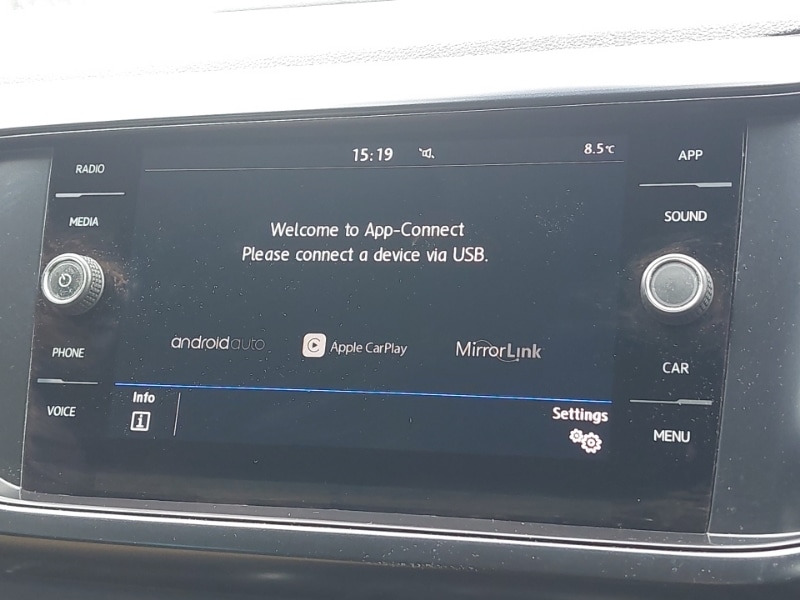 15:19 8.5°C
RADIO
MEDIA
PHONE
VOICE
Welcome to App-Connect
Please connect a device via USB.
androidauto Apple CarPlay MirrorLink
Info
i
Settings
APP
SOUND
CAR
MENU